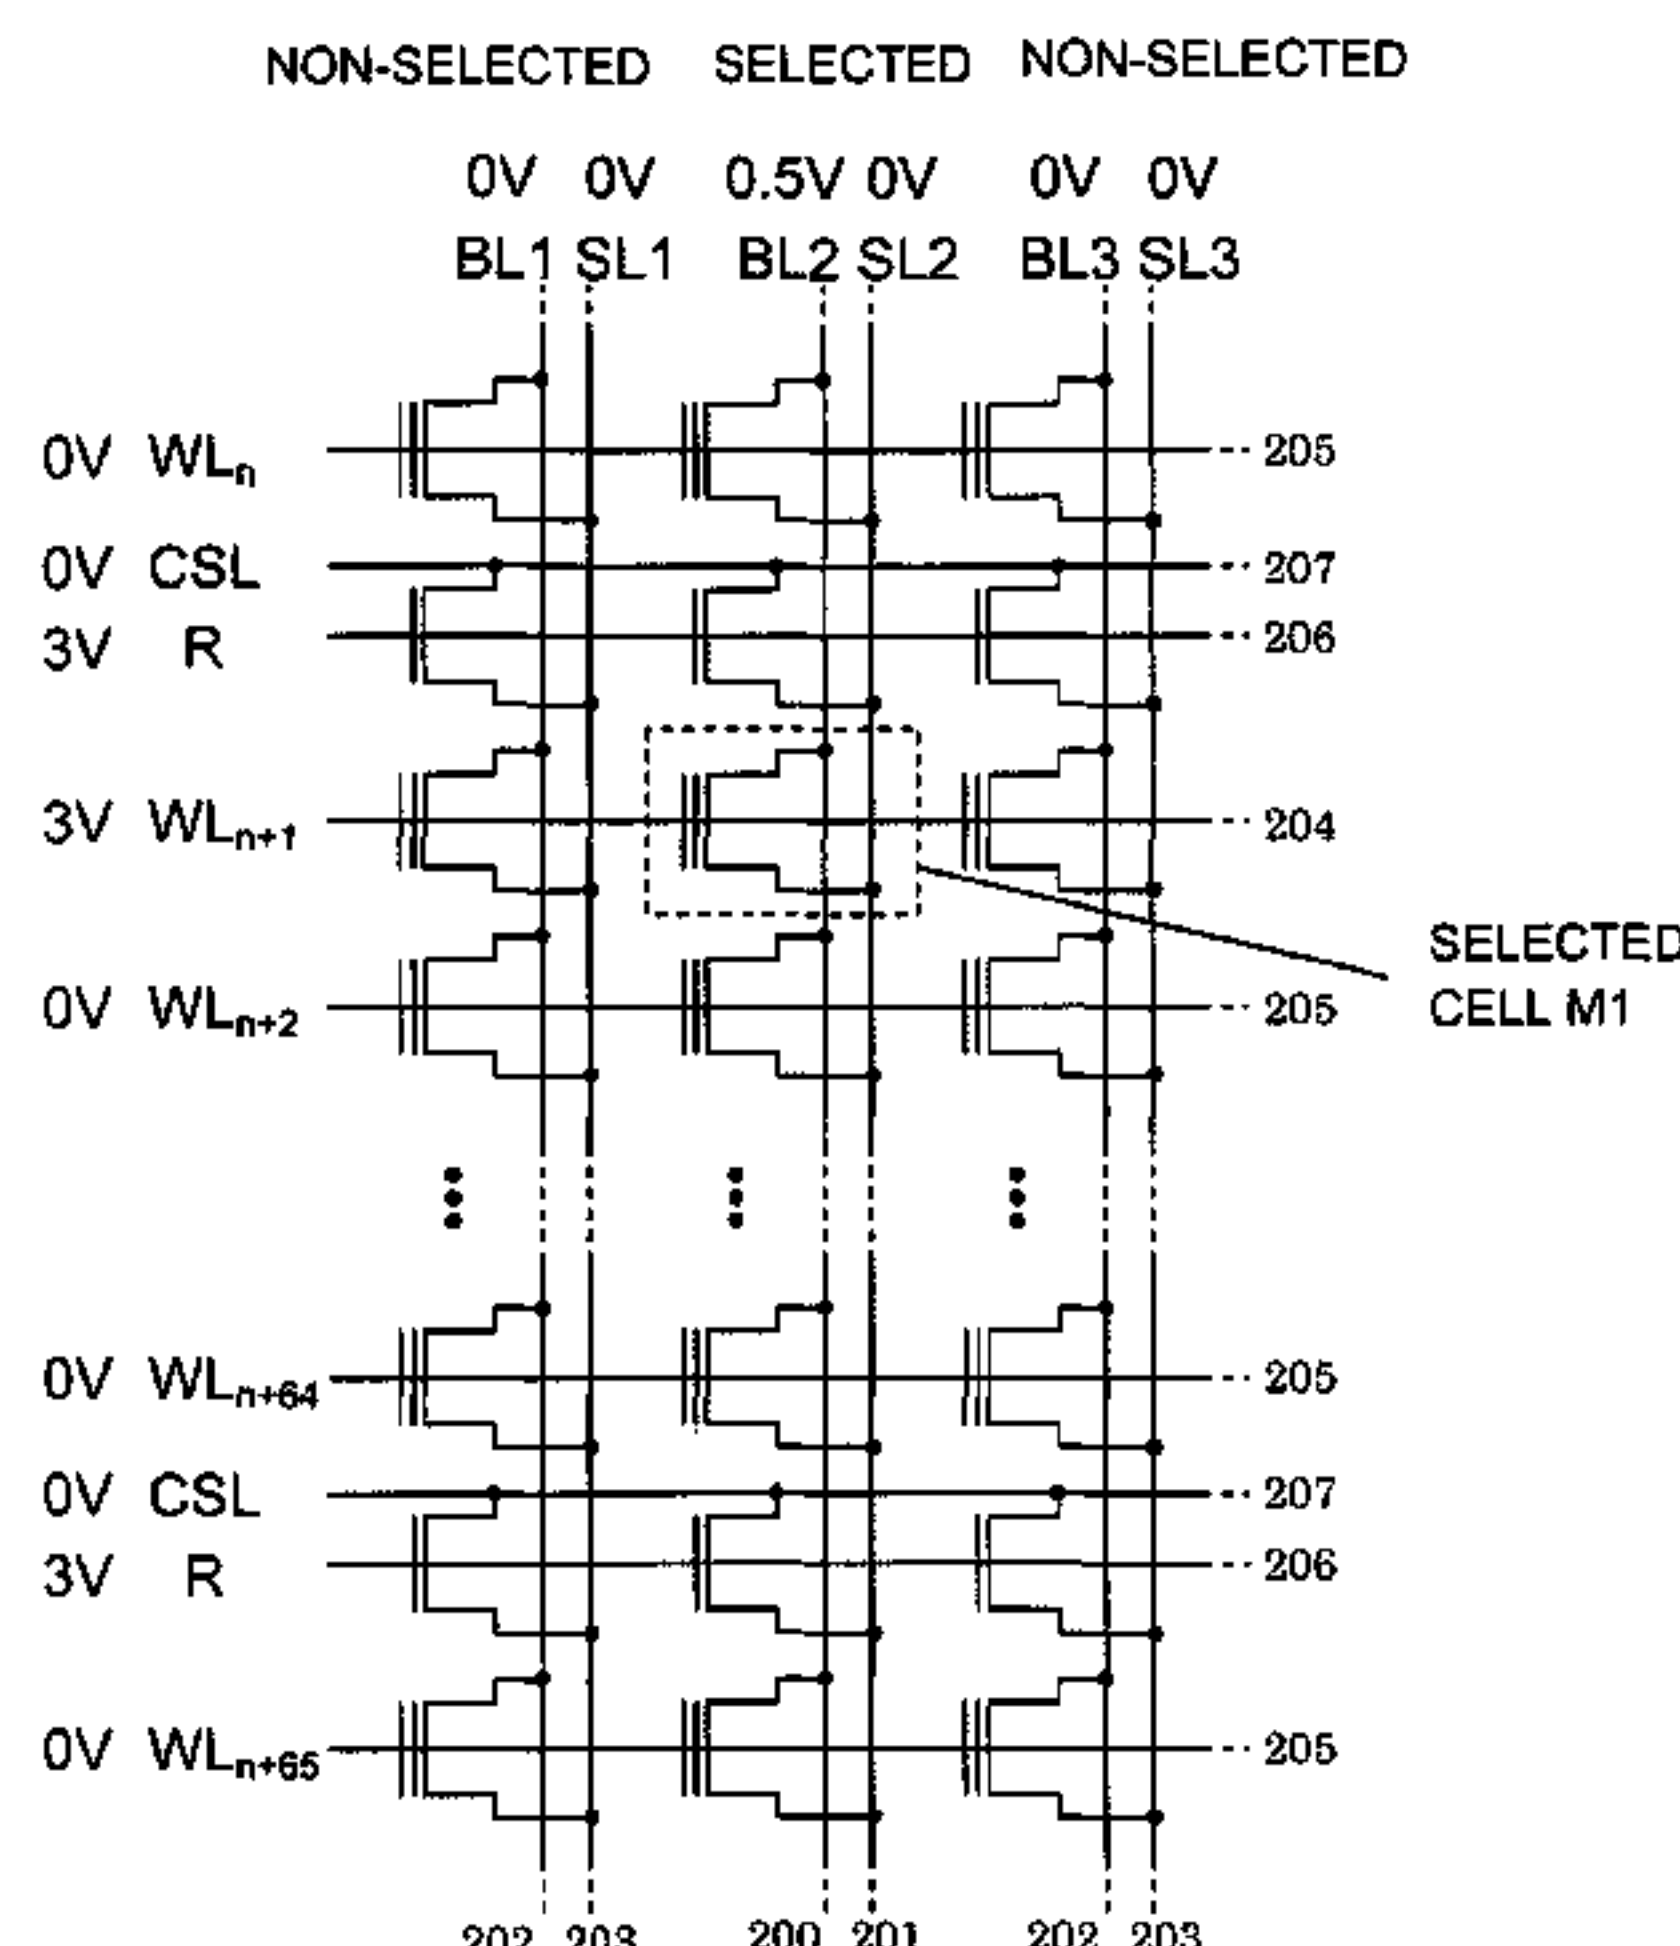 NON-SELECTED SELECTED NON-SELECTED
0V 0V 0.5V 0V 0V 0V
BL1 SL1 BL2 SL2 BL3 SL3
0V WLn 205
0V CSL 207
3V R 206
3V WLn+1 204
SELECTED
CELL M1
0V WLn+2 205
0V WLn+64 205
0V CSL 207
3V R 206
0V WLn+65 205
202 203 200 201 202 203